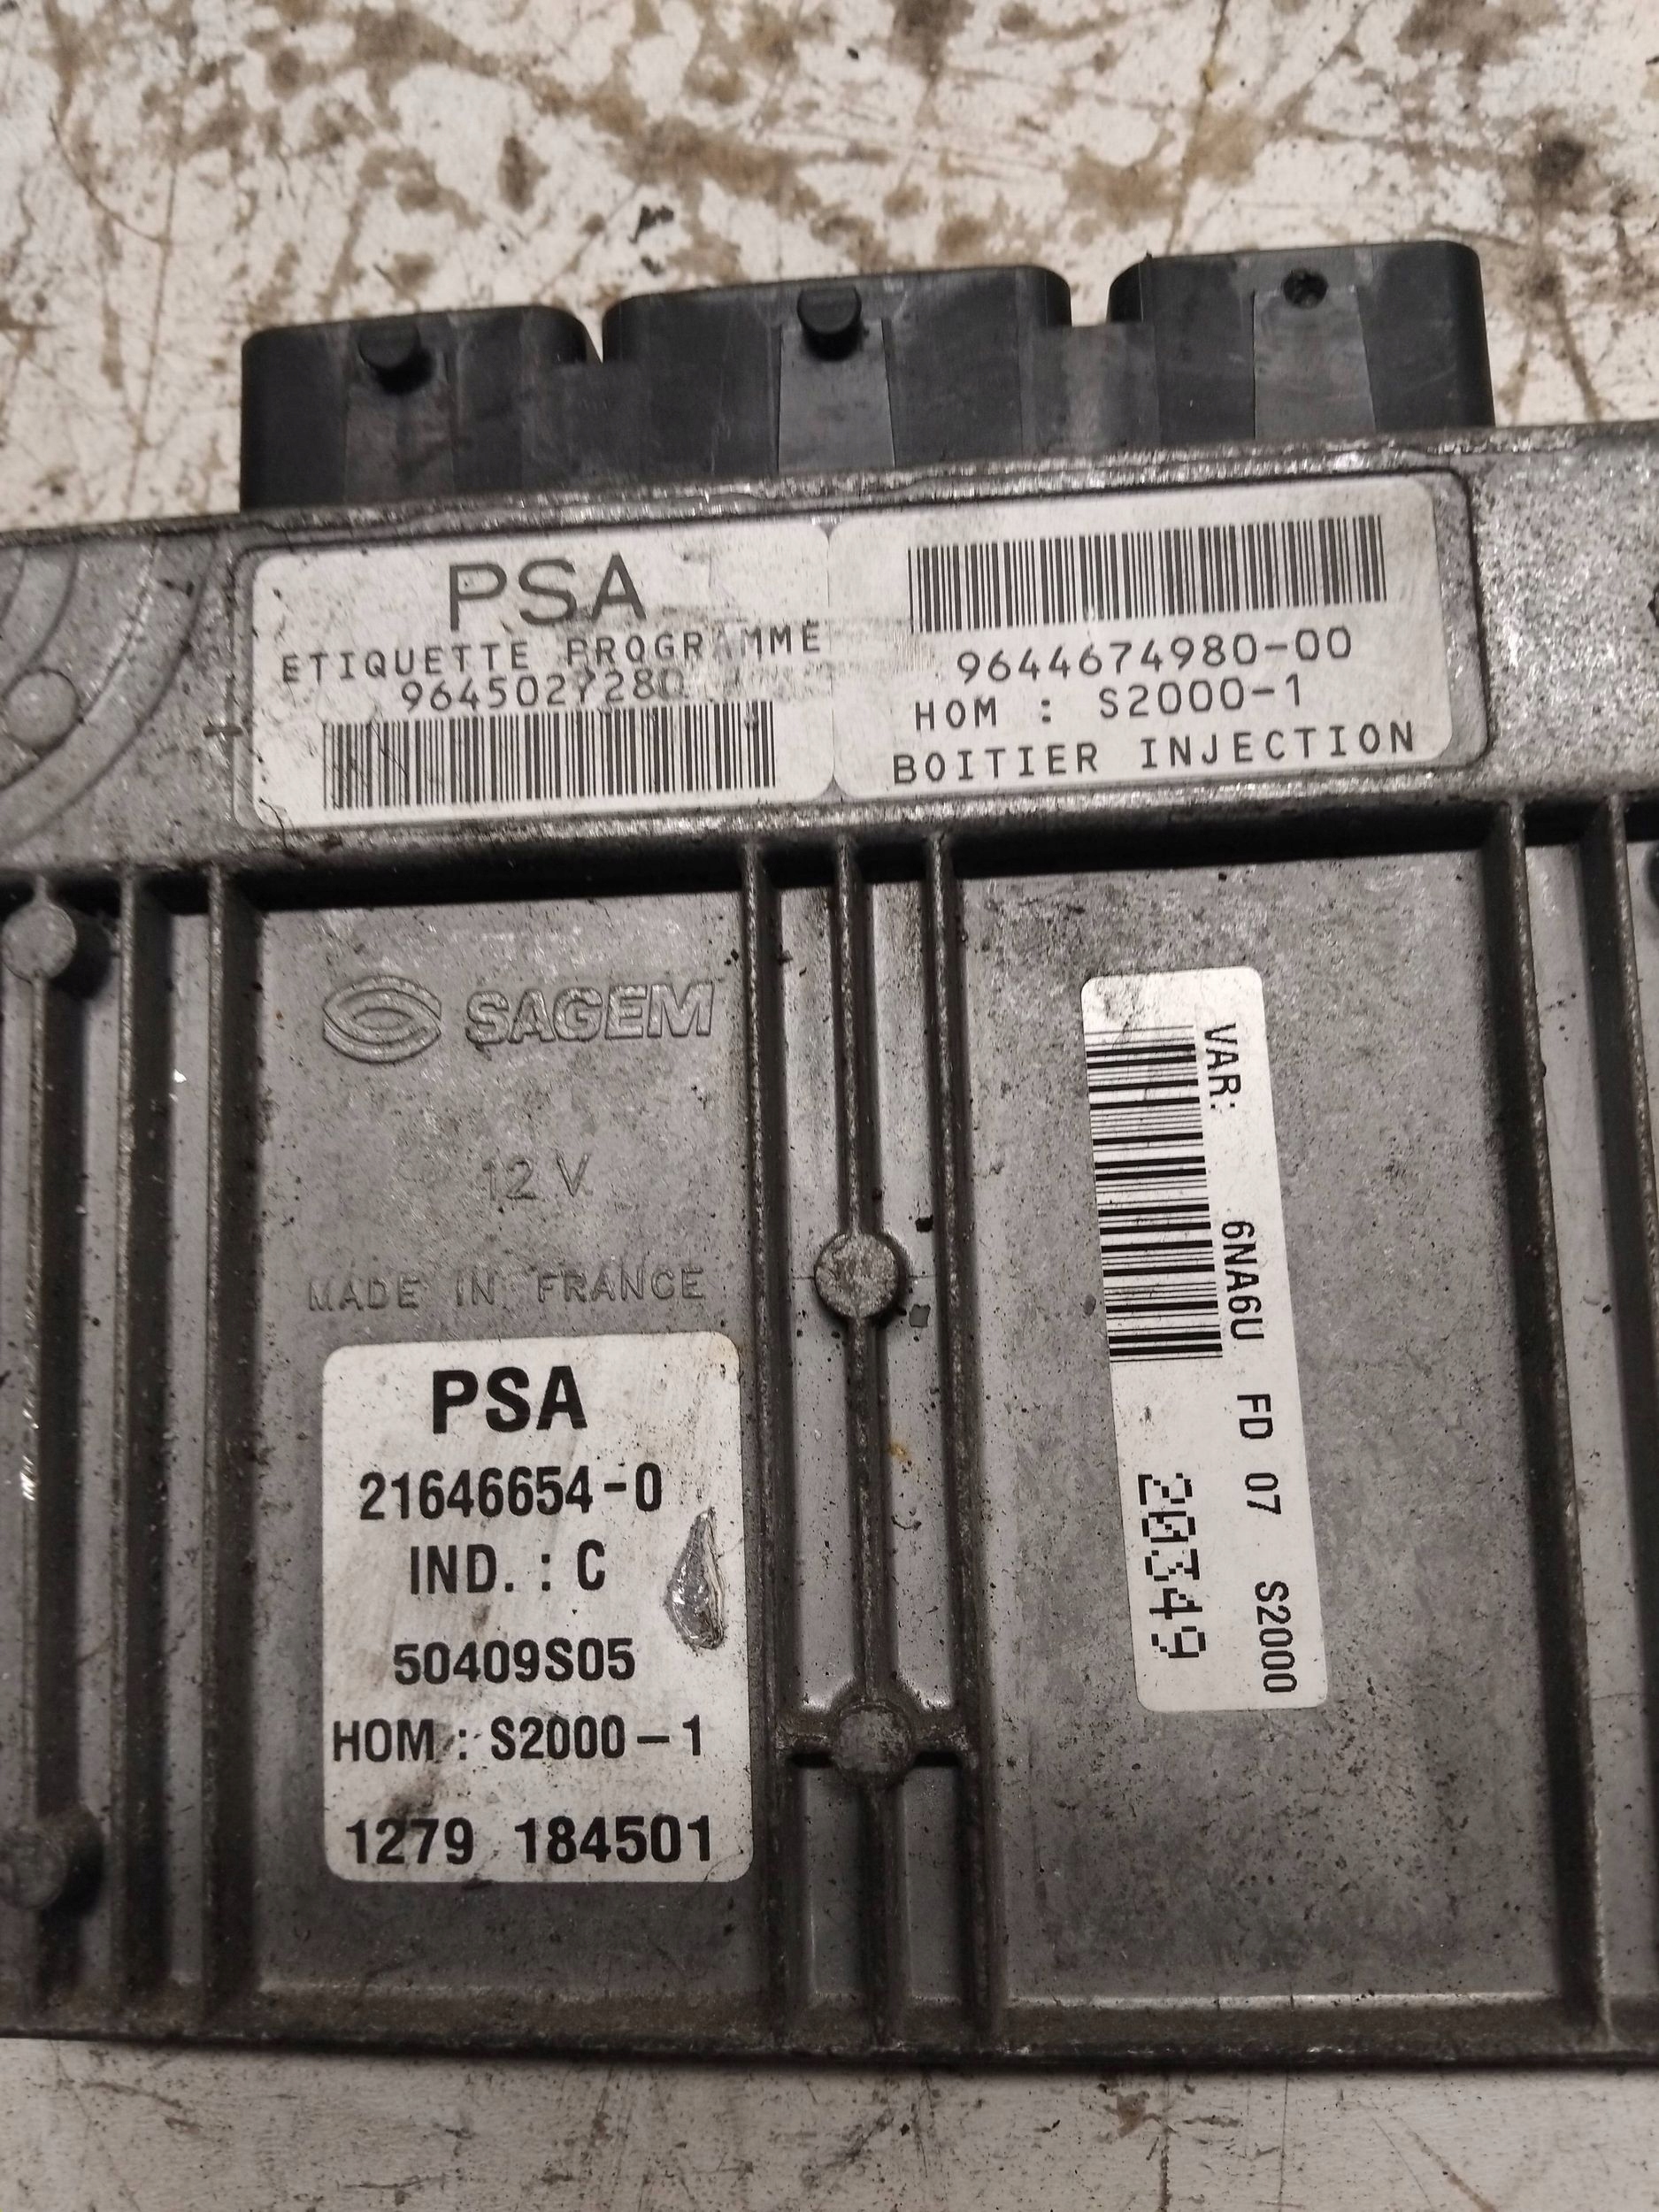 PSA
ETIQUETTE PROGRAMME
9645027280
9644674980-00
HOM : S2000-1
BOITIER INJECTION
SAGEM
12 V
MADE IN FRANCE
PSA
21646654-0
IND. : C
50409S05
HOM : S2000-1
1279 184501
VAR: 6NA6U FD 07 S2000
20349